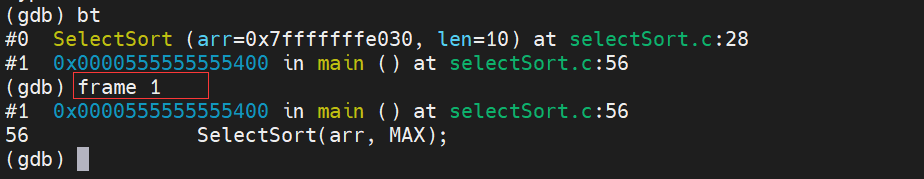 (gdb) bt
#0  SelectSort (arr=0x7fffffffe030, len=10) at selectSort.c:28
#1  0x0000555555555400 in main () at selectSort.c:56
(gdb) frame 1
#1  0x0000555555555400 in main () at selectSort.c:56
56              SelectSort(arr, MAX);
(gdb)